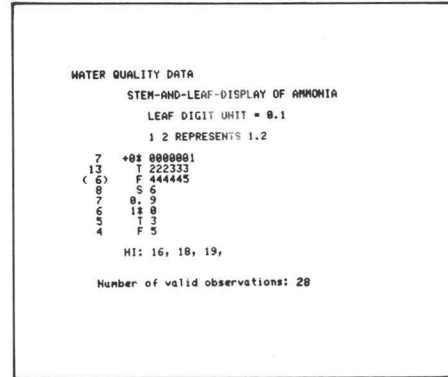 WATER QUALITY DATA
STEM-AND-LEAF-DISPLAY OF AMMONIA
LEAF DIGIT UNIT = 0.1
1 2 REPRESENTS 1.2
7 +0‡ 0000001
13 T 222333
( 6) F 444445
8 S 6
7 0. 9
6 1‡ 0
5 T 3
4 F 5
HI: 16, 18, 19,
Number of valid observations: 28